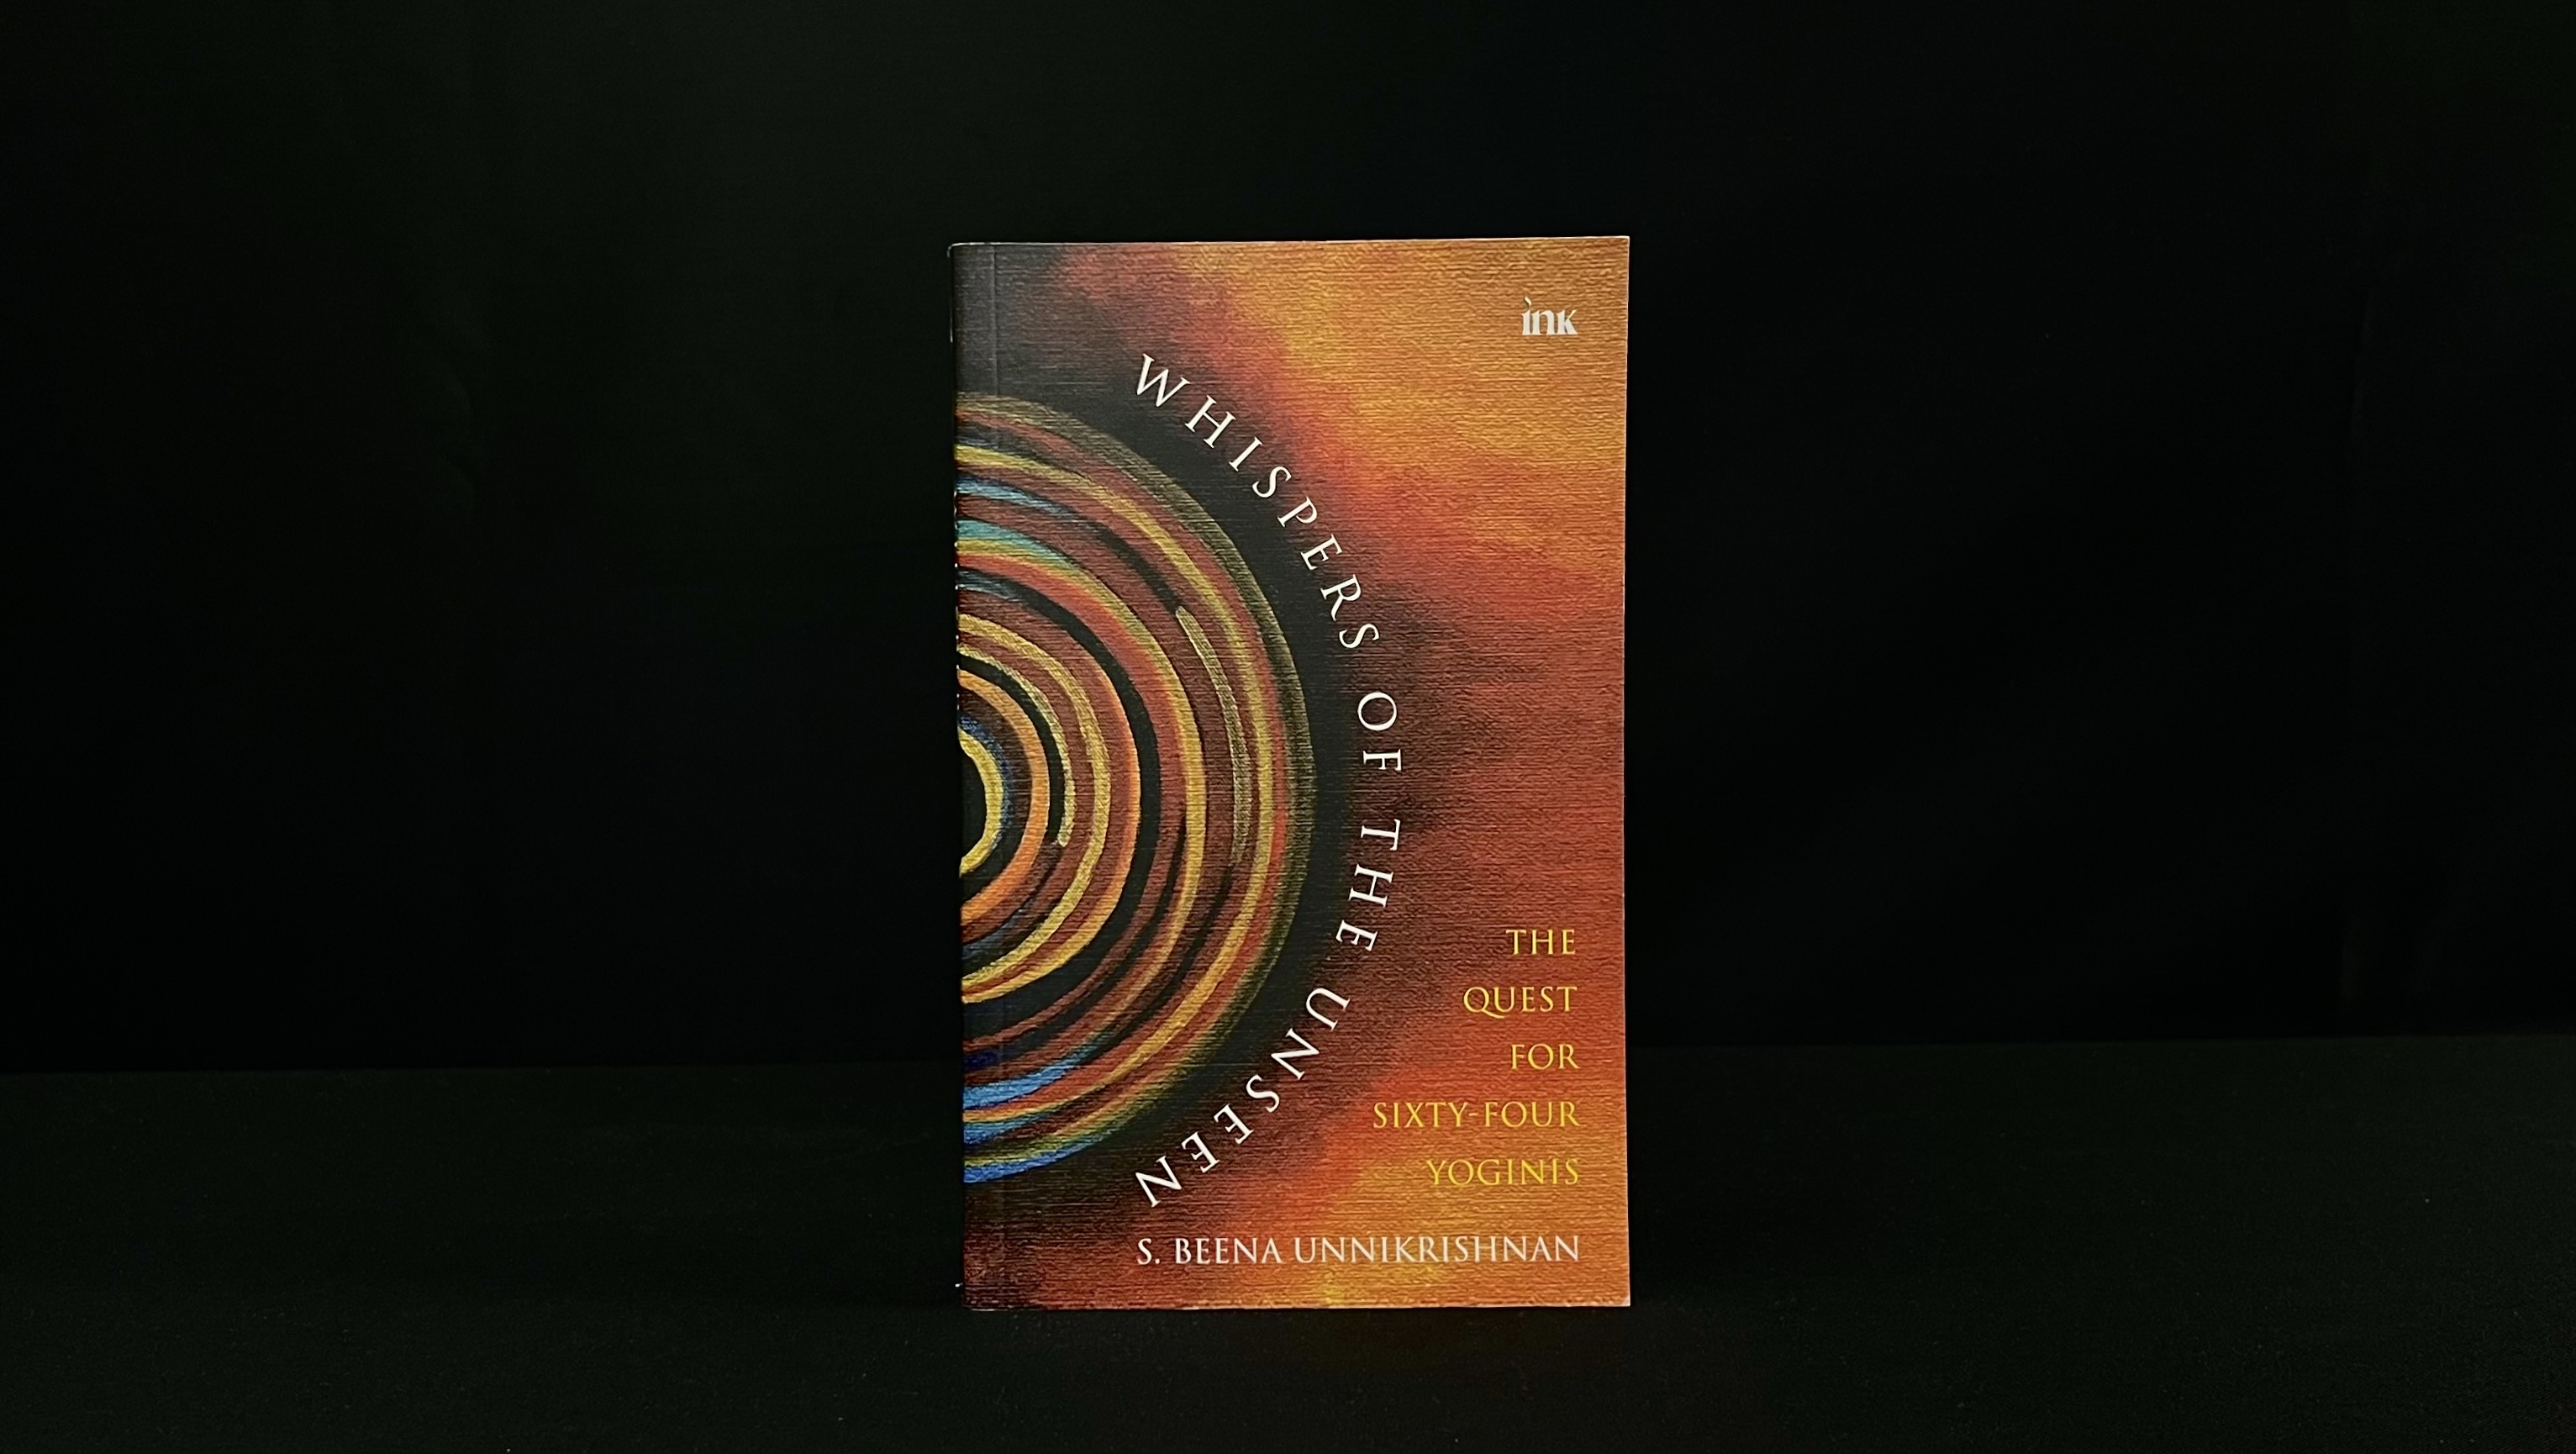 ink
WHISPERS OF THE UNSEEN
THE
QUEST
FOR
SIXTY-FOUR
YOGINIS
S. BEENA UNNIKRISHNAN